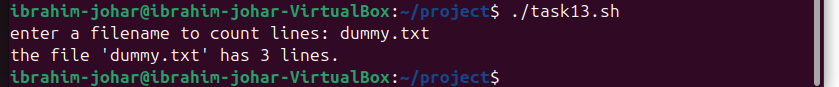 ibrahim-johar@ibrahim-johar-VirtualBox:~/project$ ./task13.sh
enter a filename to count lines: dummy.txt
the file 'dummy.txt' has 3 lines.
ibrahim-johar@ibrahim-johar-VirtualBox:~/project$